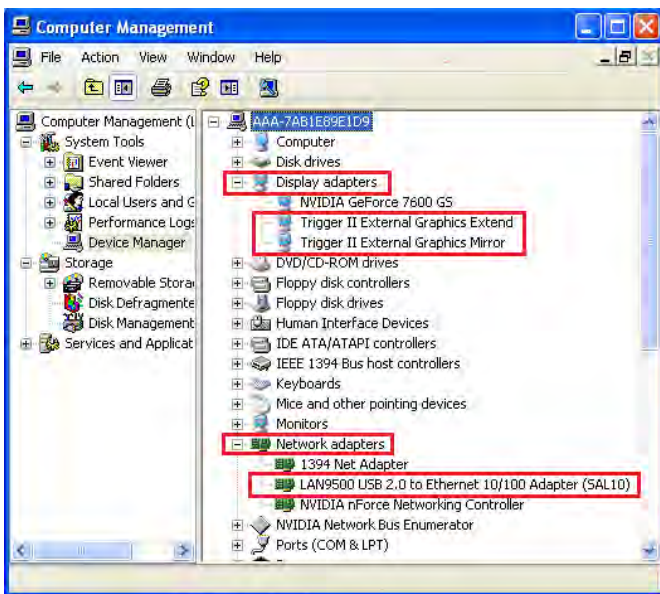 Computer Management
File Action View Window Help
Computer Management (L
System Tools
Event Viewer
Shared Folders
Local Users and G
Performance Logs
Device Manager
Storage
Removable Storag
Disk Defragmente
Disk Management
Services and Applicat
AAA-7AB1E89E1D9
Computer
Disk drives
Display adapters
NVIDIA GeForce 7600 GS
Trigger II External Graphics Extend
Trigger II External Graphics Mirror
DVD/CD-ROM drives
Floppy disk controllers
Floppy disk drives
Human Interface Devices
IDE ATA/ATAPI controllers
IEEE 1394 Bus host controllers
Keyboards
Mice and other pointing devices
Monitors
Network adapters
1394 Net Adapter
LAN9500 USB 2.0 to Ethernet 10/100 Adapter (SAL10)
NVIDIA nForce Networking Controller
NVIDIA Network Bus Enumerator
Ports (COM & LPT)